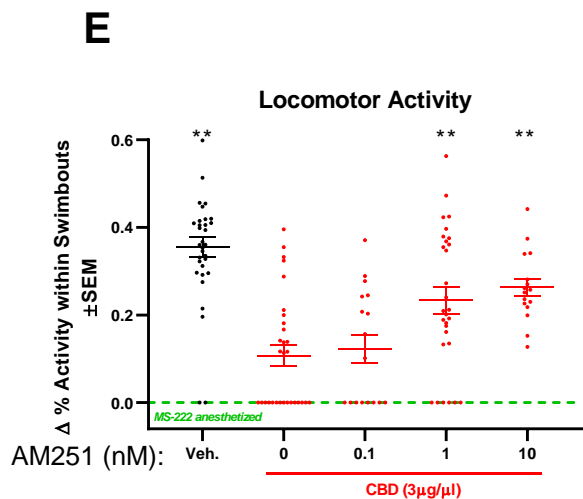 E
Locomotor Activity
Δ % Activity within Swimbouts
±SEM
** ** **
0.6
0.4
0.2
0.0
MS-222 anesthetized
AM251 (nM): Veh. 0 0.1 1 10
CBD (3µg/µl)